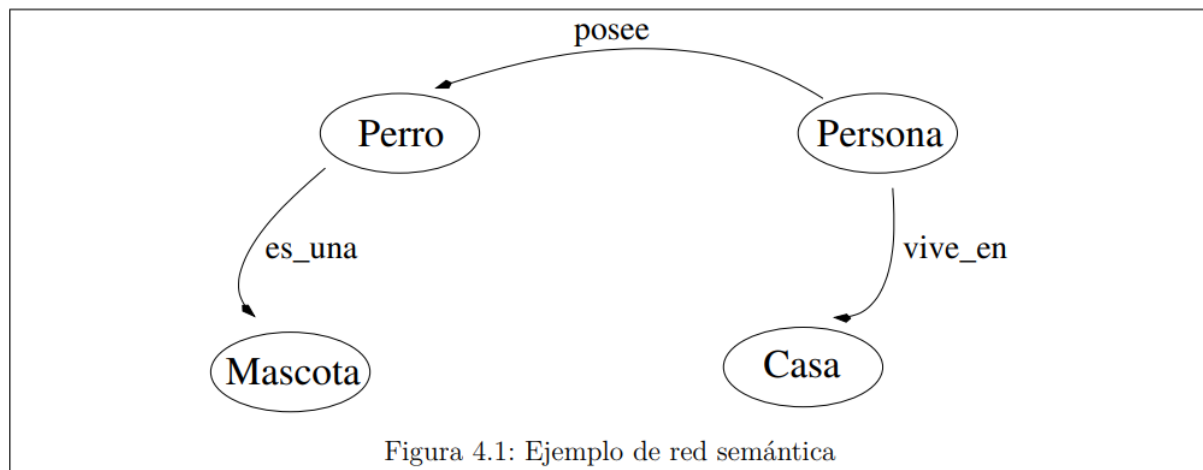 posee
Perro
Persona
es_una
vive_en
Mascota
Casa
Figura 4.1: Ejemplo de red semántica